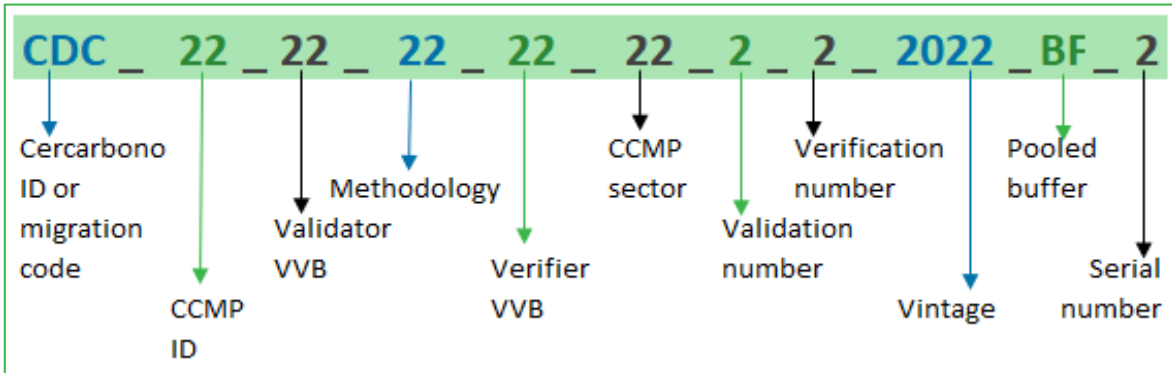 CDC _ 22 _ 22 _ 22 _ 22 _ 22 _ 2 _ 2 _ 2022 _ BF _ 2
Cercarbono
ID or
migration
code
CCMP
ID
Validator
VVB
Methodology
Verifier
VVB
CCMP
sector
Validation
number
Verification
number
Vintage
Pooled
buffer
Serial
number